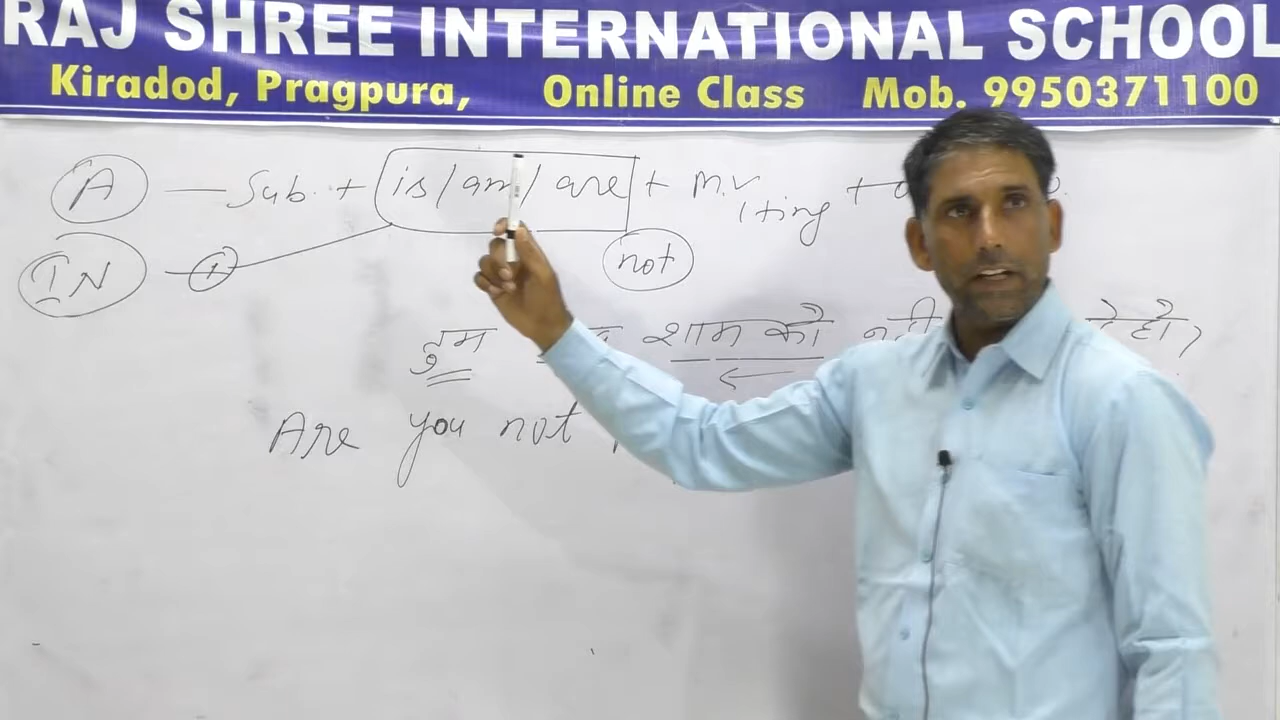 RAJ SHREE INTERNATIONAL SCHOOL
Kiradod, Pragpura, Online Class Mob. 9950371100
A — Sub. + is / am / are + m.v 1+ing +
IN — 1 not
तुम शाम को
Are you not